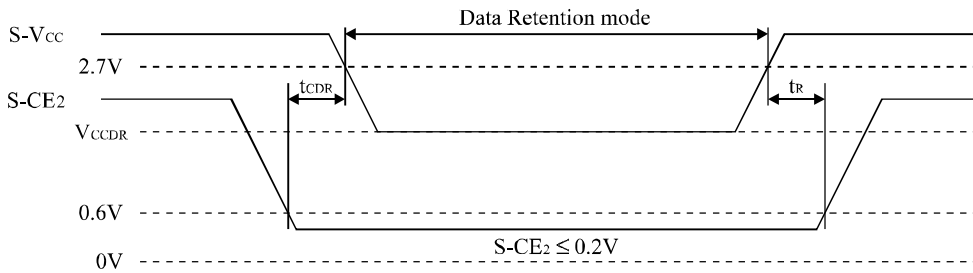 Data Retention mode
S-VCC
2.7V
tCDR
tR
S-CE2
VCCDR
0.6V
S-CE2 ≤ 0.2V
0V